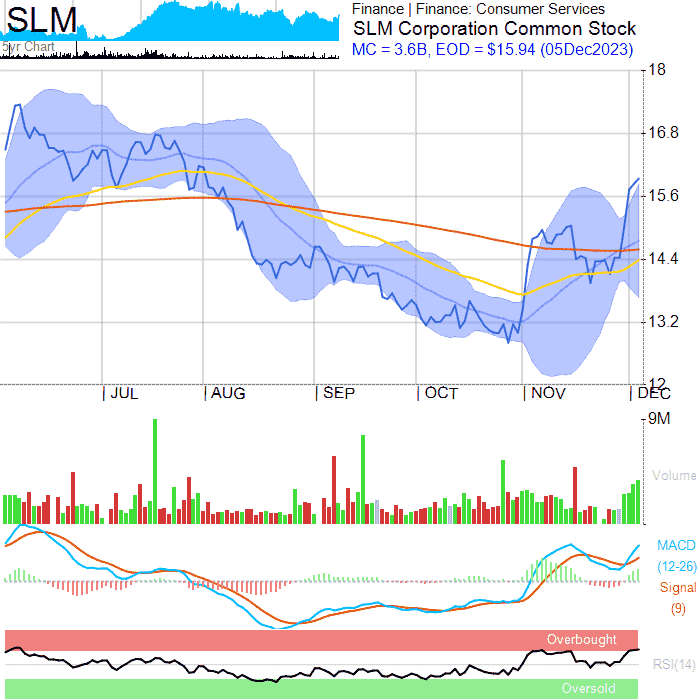 SLM
5yr Chart
Finance | Finance: Consumer Services
SLM Corporation Common Stock
MC = 3.6B, EOD = $15.94 (05Dec2023)
18
16.8
15.6
14.4
13.2
12
JUL
AUG
SEP
OCT
NOV
DEC
9M
Volume
MACD
(12-26)
Signal
(9)
Overbought
RSI(14)
Oversold